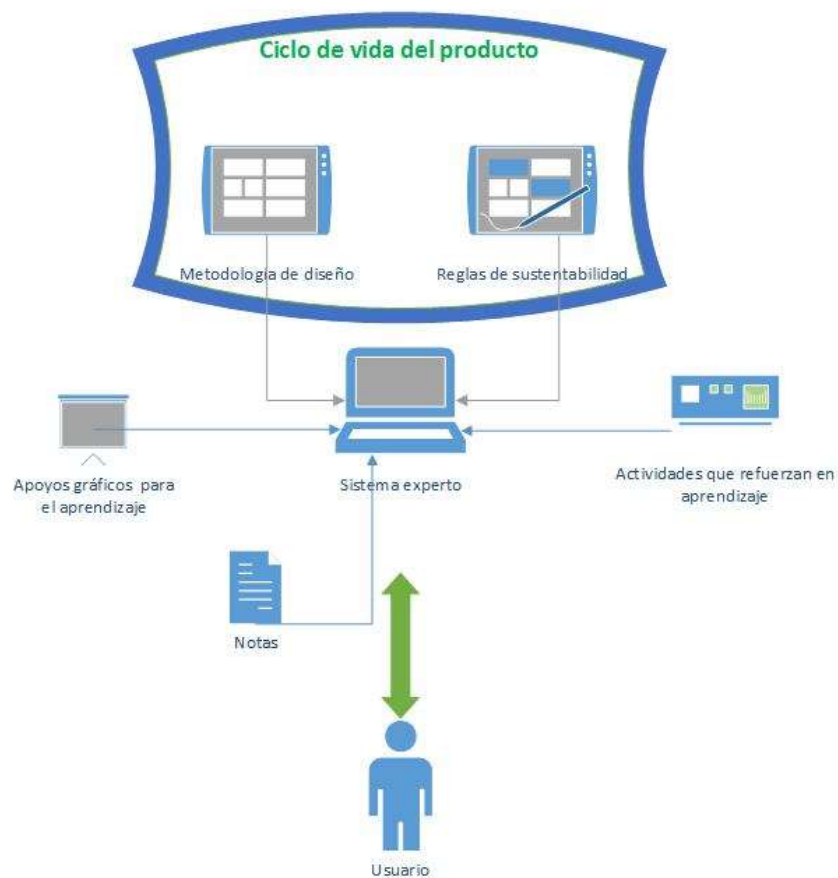 Ciclo de vida del producto
Metodología de diseño
Reglas de sustentabilidad
Sistema experto
Apoyos gráficos para
el aprendizaje
Actividades que refuerzan en
aprendizaje
Notas
Usuario